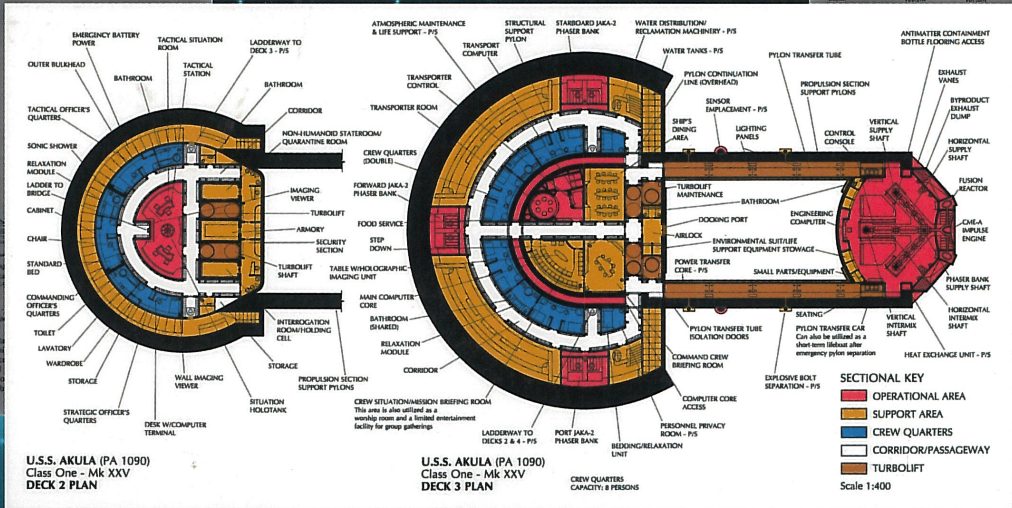 EMERGENCY BATTERY
POWER
TACTICAL SITUATION
ROOM
LADDERWAY TO
DECK 3 - P/S
OUTER BULKHEAD
BATHROOM
TACTICAL
STATION
BATHROOM
TACTICAL OFFICER'S
QUARTERS
CORRIDOR
SONIC SHOWER
NON-HUMANOID STATEROOM/
QUARANTINE ROOM
RELAXATION
MODULE
LADDER TO
BRIDGE
IMAGING
VIEWER
CABINET
TURBOLIFT
ARMORY
CHAIR
SECURITY
SECTION
STANDARD
BED
TURBOLIFT
SHAFT
COMMANDING
OFFICER'S
QUARTERS
INTERROGATION
ROOM/HOLDING
CELL
TOILET
LAVATORY
STORAGE
WARDROBE
PROPULSION SECTION
SUPPORT PYLONS
STORAGE
WALL IMAGING
VIEWER
SITUATION
HOLOTANK
STRATEGIC OFFICER'S
QUARTERS
DESK W/COMPUTER
TERMINAL
U.S.S. AKULA (PA 1090)
Class One - Mk XXV
DECK 2 PLAN
ATMOSPHERIC MAINTENANCE
& LIFE SUPPORT - P/S
STRUCTURAL
SUPPORT
PYLON
STARBOARD JAKA-2
PHASER BANK
WATER DISTRIBUTION/
RECLAMATION MACHINERY - P/S
TRANSPORT
COMPUTER
WATER TANKS - P/S
TRANSPORTER
CONTROL
PYLON CONTINUATION
LINE (OVERHEAD)
TRANSPORTER ROOM
SENSOR
EMPLACEMENT - P/S
CREW QUARTERS
(DOUBLE)
SHIP'S
DINING
AREA
LIGHTING
PANELS
FORWARD JAKA-2
PHASER BANK
FOOD SERVICE
STEP
DOWN
TABLE W/HOLOGRAPHIC
IMAGING UNIT
MAIN COMPUTER
CORE
BATHROOM
(SHARED)
RELAXATION
MODULE
CORRIDOR
CREW SITUATION/MISSION BRIEFING ROOM
This area is also utilized as a
worship room and a limited entertainment
facility for group gatherings
LADDERWAY TO
DECKS 2 & 4 - P/S
PORT JAKA-2
PHASER BANK
BEDDING/RELAXATION
UNIT
PERSONNEL PRIVACY
ROOM - P/S
COMPUTER CORE
ACCESS
COMMAND CREW
BRIEFING ROOM
PYLON TRANSFER TUBE
ISOLATION DOORS
CREW QUARTERS
CAPACITY: 8 PERSONS
U.S.S. AKULA (PA 1090)
Class One - Mk XXV
DECK 3 PLAN
PYLON TRANSFER TUBE
PROPULSION SECTION
SUPPORT PYLONS
CONTROL
CONSOLE
VERTICAL
SUPPLY
SHAFT
ANTIMATTER CONTAINMENT
BOTTLE FLOORING ACCESS
EXHAUST
VANES
BYPRODUCT
EXHAUST
DUMP
HORIZONTAL
SUPPLY
SHAFT
FUSION
REACTOR
CME-A
IMPULSE
ENGINE
PHASER BANK
SUPPLY SHAFT
HORIZONTAL
INTERMIX
SHAFT
HEAT EXCHANGE UNIT - P/S
VERTICAL
INTERMIX
SHAFT
TURBOLIFT
MAINTENANCE
BATHROOM
DOCKING PORT
ENGINEERING
COMPUTER
AIRLOCK
ENVIRONMENTAL SUIT/LIFE
SUPPORT EQUIPMENT STOWAGE
POWER TRANSFER
CORE - P/S
SMALL PARTS/EQUIPMENT
SEATING
PYLON TRANSFER CAR
Can also be utilized as a
short-term lifeboat after
emergency pylon separation
EXPLOSIVE BOLT
SEPARATION - P/S
SECTIONAL KEY
OPERATIONAL AREA
SUPPORT AREA
CREW QUARTERS
CORRIDOR/PASSAGEWAY
TURBOLIFT
Scale 1:400